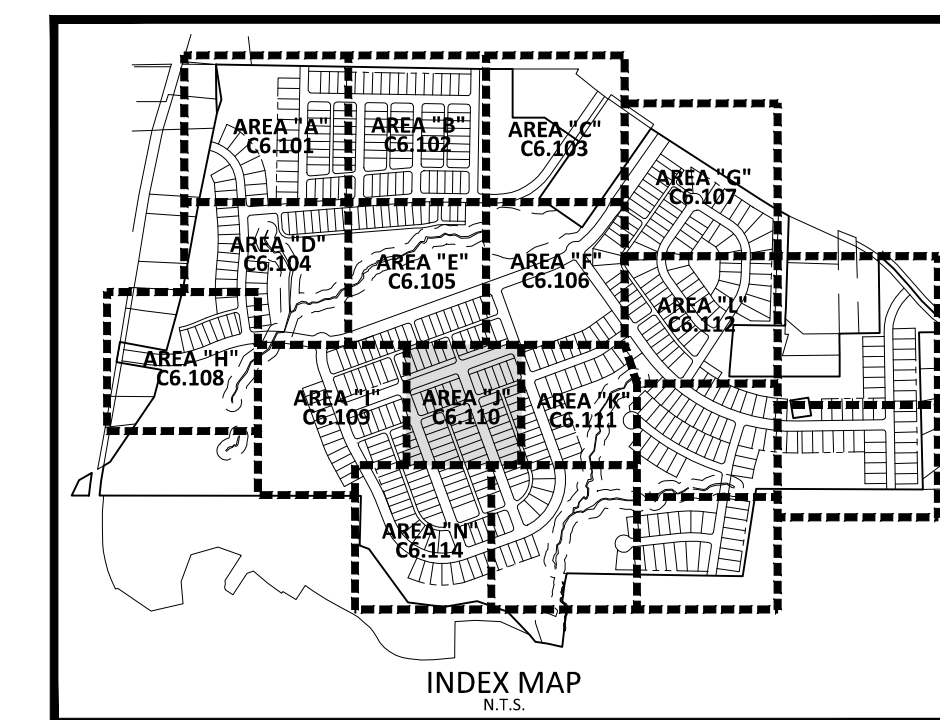 AREA "A"
C6.101
AREA "B"
C6.102
AREA "C"
C6.103
AREA "G"
C6.107
AREA "D"
C6.104
AREA "E"
C6.105
AREA "F"
C6.106
AREA "L"
C6.112
AREA "H"
C6.108
AREA "I"
C6.109
AREA "J"
C6.110
AREA "K"
C6.111
AREA "N"
C6.114
INDEX MAP
N.T.S.